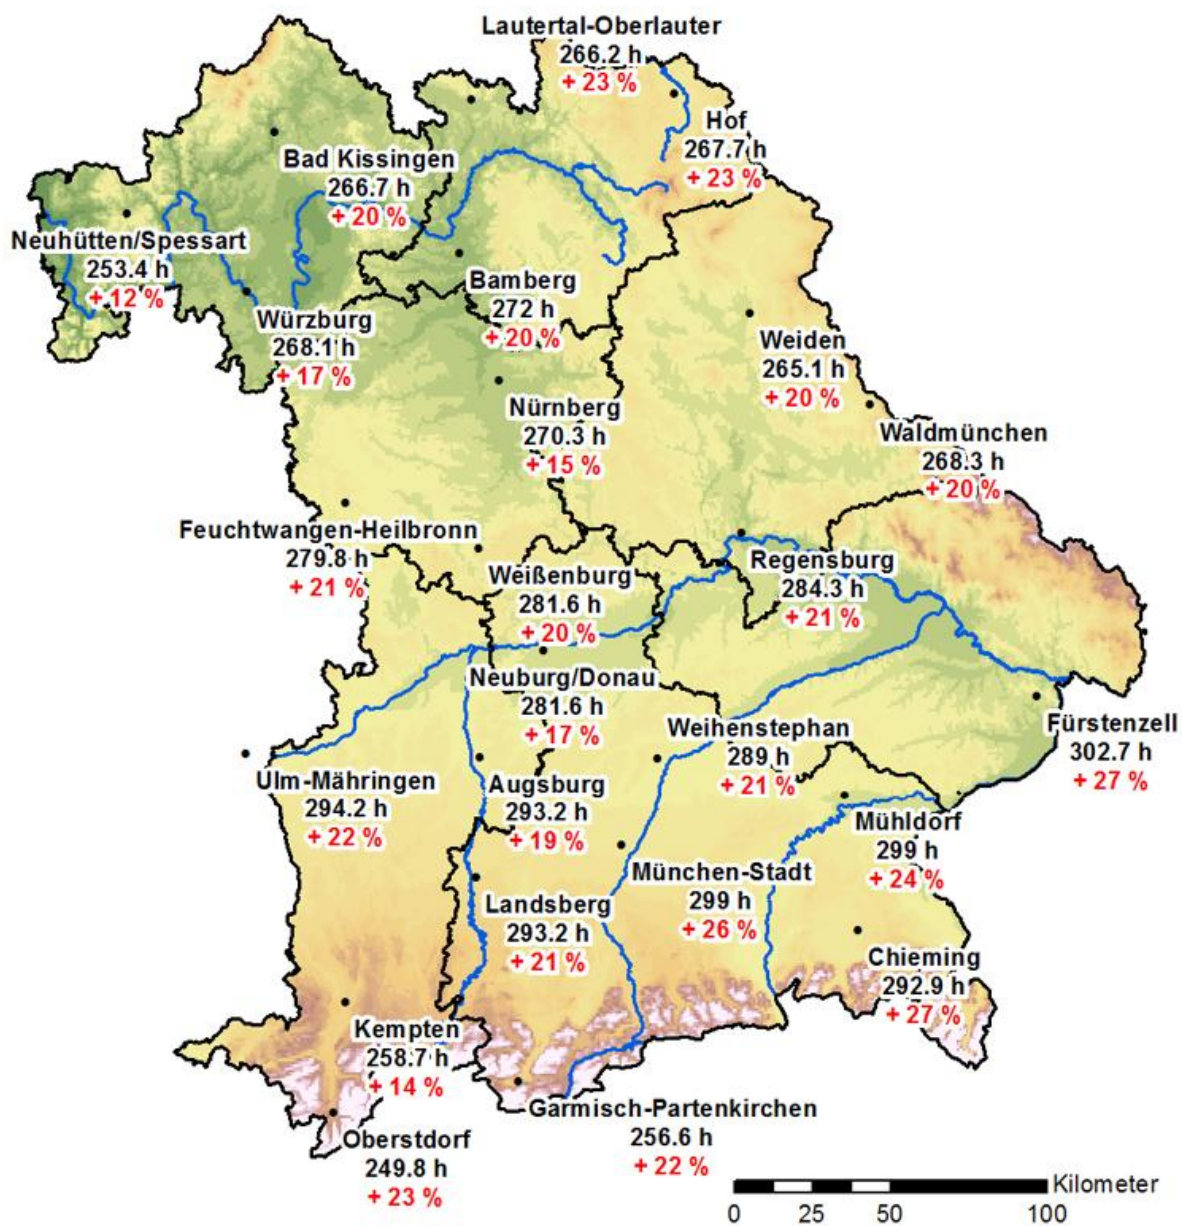 Lautertal-Oberlauter
266.2 h
+ 23 %
Hof
267.7 h
+ 23 %
Bad Kissingen
266.7 h
+ 20 %
Neuhütten/Spessart
253.4 h
+ 12 %
Bamberg
272 h
+ 20 %
Würzburg
268.1 h
+ 17 %
Weiden
265.1 h
+ 20 %
Nürnberg
270.3 h
+ 15 %
Waldmünchen
268.3 h
+ 20 %
Feuchtwangen-Heilbronn
279.8 h
+ 21 %
Weißenburg
281.6 h
+ 20 %
Regensburg
284.3 h
+ 21 %
Neuburg/Donau
281.6 h
+ 17 %
Weihenstephan
289 h
+ 21 %
Fürstenzell
302.7 h
+ 27 %
Ulm-Mähringen
294.2 h
+ 22 %
Augsburg
293.2 h
+ 19 %
Mühldorf
299 h
+ 24 %
München-Stadt
299 h
+ 26 %
Landsberg
293.2 h
+ 21 %
Chieming
292.9 h
+ 27 %
Kempten
258.7 h
+ 14 %
Garmisch-Partenkirchen
256.6 h
+ 22 %
Oberstdorf
249.8 h
+ 23 %
Kilometer
0 25 50 100